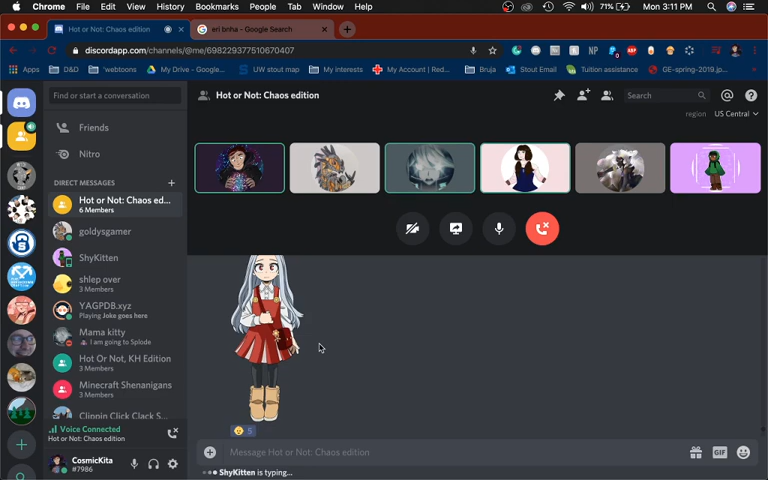 Chrome File Edit View History Bookmarks People Tab Window Help 71% Mon 3:11 PM
Hot or Not: Chaos edition
eri bnha - Google Search
discordapp.com/channels/@me/698229377510670407
Apps D&D "webtoons My Drive - Google... UW stout map My interests My Account | Red... Bruja Stout Email Tuition assistance GE-spring-2019.jp...
Find or start a conversation
Hot or Not: Chaos edition
Search
region US Central
Friends
Nitro
DIRECT MESSAGES
Hot or Not: Chaos ed...
6 Members
goldysgamer
ShyKitten
shlep over
3 Members
YAGPDB.xyz
Playing Joke goes here
Mama kitty
I am going to Splode
Hot Or Not, KH Edition
3 Members
Minecraft Shenanigans
3 Members
Clippin Click Clack S...
Voice Connected
Hot or Not: Chaos edition
CosmicKita
#7986
5
Message Hot or Not: Chaos edition
GIF
ShyKitten is typing...